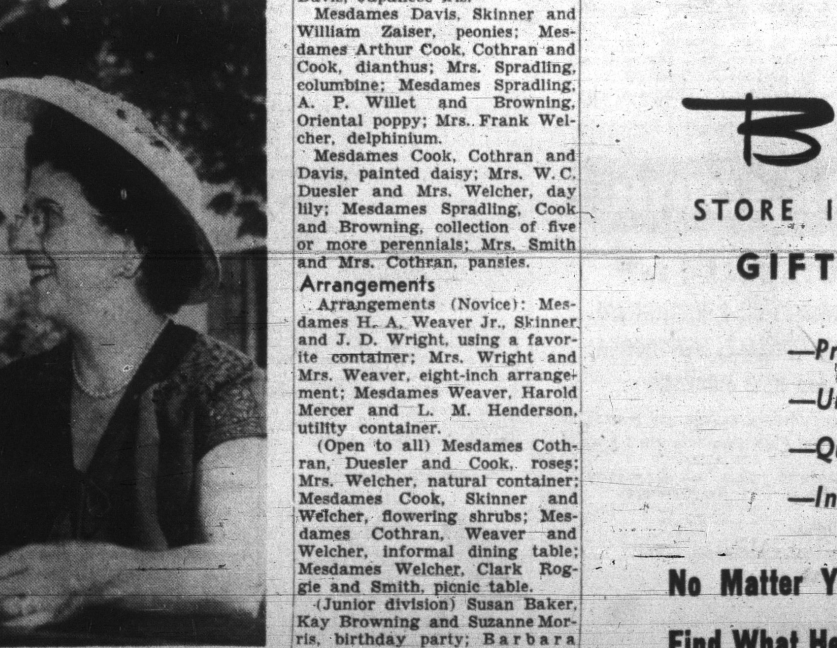 Mesdames Davis, Skinner and
William Zaiser, peonies; Mes-
dames Arthur Cook, Cothran and
Cook, dianthus; Mrs. Spradling,
columbine; Mesdames Spradling,
A. P. Willet and Browning,
Oriental poppy; Mrs. Frank Wel-
cher, delphinium.
Mesdames Cook, Cothran and
Davis, painted daisy; Mrs. W. C.
Duesler and Mrs. Welcher, day
lily; Mesdames Spradling, Cook
and Browning, collection of five
or more perennials; Mrs. Smith
and Mrs. Cothran, pansies.
Arrangements
Arrangements (Novice): Mes-
dames H. A. Weaver Jr., Skinner
and J. D. Wright, using a favor-
ite container; Mrs. Wright and
Mrs. Weaver, eight-inch arrange-
ment; Mesdames Weaver, Harold
Mercer and L. M. Henderson,
utility container.
(Open to all) Mesdames Coth-
ran, Duesler and Cook, roses;
Mrs. Welcher, natural container;
Mesdames Cook, Skinner and
Welcher, flowering shrubs; Mes-
dames Cothran, Weaver and
Welcher, informal dining table;
Mesdames Welcher, Clark Rog-
gie and Smith, picnic table.
(Junior division) Susan Baker,
Kay Browning and Suzanne Mor-
ris, birthday party; Barbara
B
STORE
GIFT
—Pr
—
—
—In
No Matter Y
Find What He